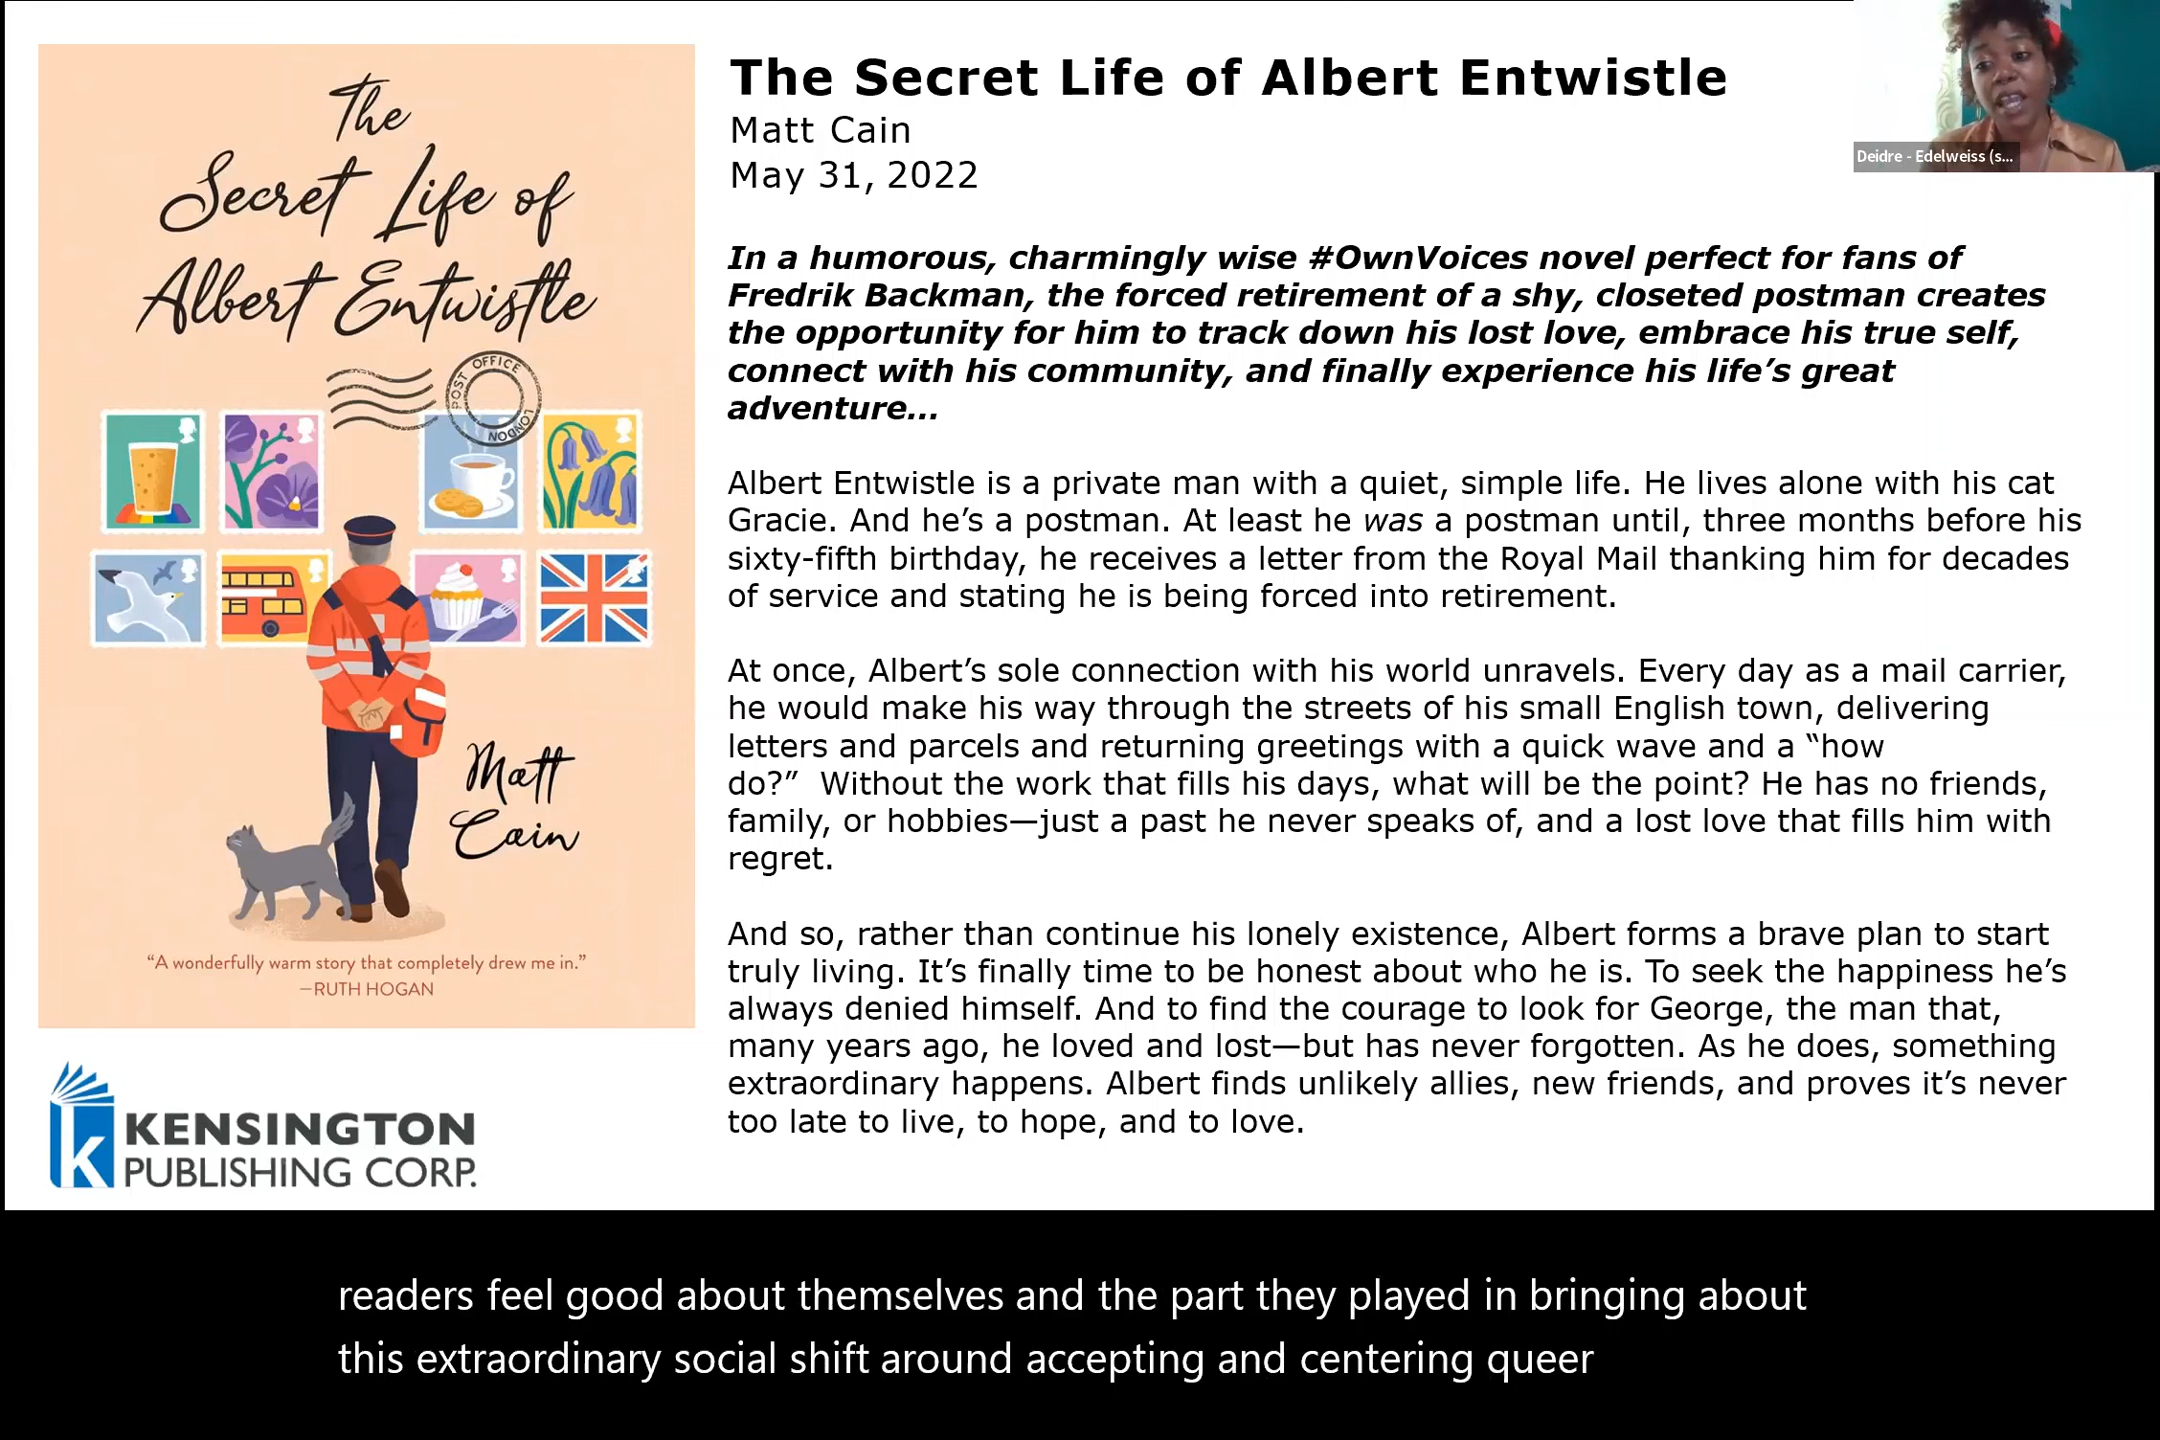 The
Secret Life of
Albert Entwistle
POST OFFICE
LONDON
Matt
Cain
“A wonderfully warm story that completely drew me in.”
—RUTH HOGAN
k
KENSINGTON
PUBLISHING CORP.
The Secret Life of Albert Entwistle
Matt Cain
May 31, 2022
In a humorous, charmingly wise #OwnVoices novel perfect for fans of
Fredrik Backman, the forced retirement of a shy, closeted postman creates
the opportunity for him to track down his lost love, embrace his true self,
connect with his community, and finally experience his life’s great
adventure…
Albert Entwistle is a private man with a quiet, simple life. He lives alone with his cat
Gracie. And he’s a postman. At least he was a postman until, three months before his
sixty-fifth birthday, he receives a letter from the Royal Mail thanking him for decades
of service and stating he is being forced into retirement.
At once, Albert’s sole connection with his world unravels. Every day as a mail carrier,
he would make his way through the streets of his small English town, delivering
letters and parcels and returning greetings with a quick wave and a “how
do?”  Without the work that fills his days, what will be the point? He has no friends,
family, or hobbies—just a past he never speaks of, and a lost love that fills him with
regret.
And so, rather than continue his lonely existence, Albert forms a brave plan to start
truly living. It’s finally time to be honest about who he is. To seek the happiness he’s
always denied himself. And to find the courage to look for George, the man that,
many years ago, he loved and lost—but has never forgotten. As he does, something
extraordinary happens. Albert finds unlikely allies, new friends, and proves it’s never
too late to live, to hope, and to love.
Deidre - Edelweiss (s...
readers feel good about themselves and the part they played in bringing about
this extraordinary social shift around accepting and centering queer